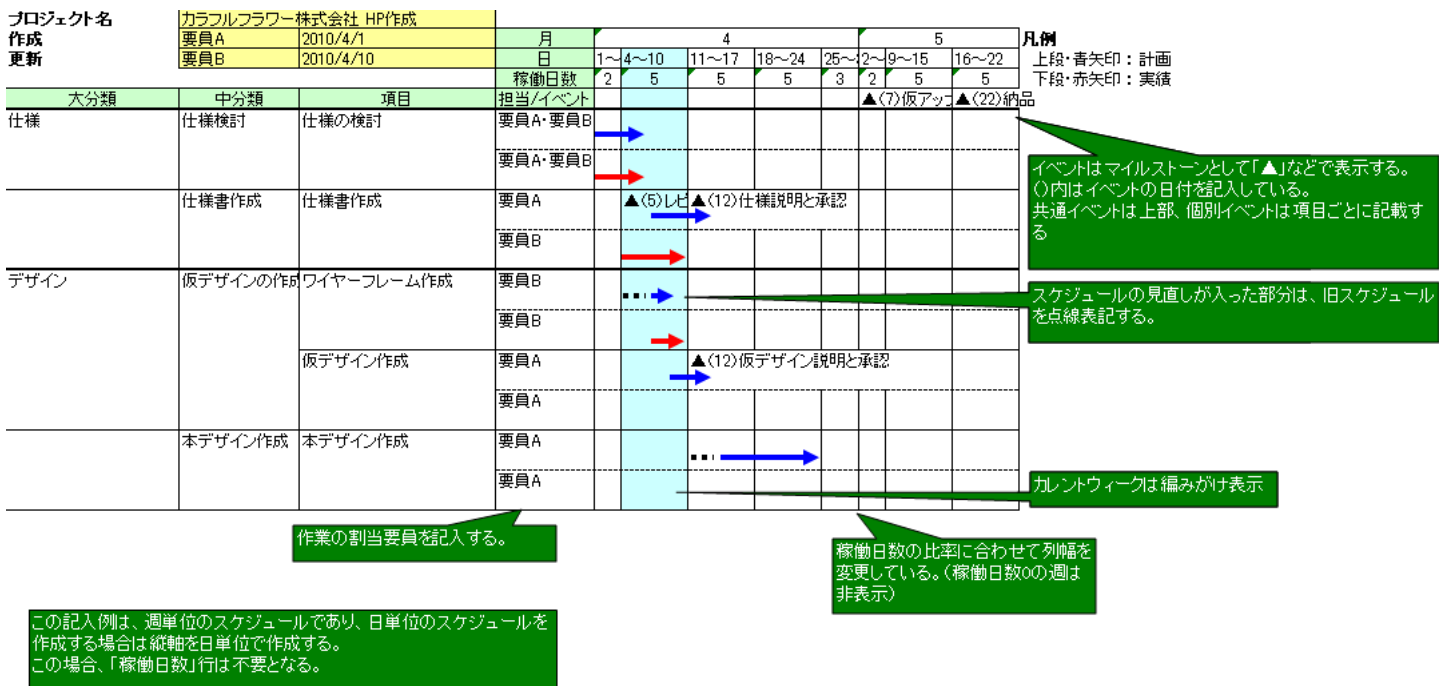 プロジェクト名 カラフルフラワー株式会社 HP作成
作成 要員A 2010/4/1 月 4 5 凡例
更新 要員B 2010/4/10 日 1~ 4~10 11~17 18~24 25~ 2~ 9~15 16~22 上段・青矢印:計画
稼働日数 2 5 5 5 3 2 5 5 下段・赤矢印:実績
大分類 中分類 項目 担当/イベント ▲(7)仮アップ ▲(22)納品
仕様 仕様検討 仕様の検討 要員A・要員B
要員A・要員B
仕様書作成 仕様書作成 要員A ▲(5)レビ ▲(12)仕様説明と承認
要員B
デザイン 仮デザインの作成 ワイヤーフレーム作成 要員B
要員B
仮デザイン作成 要員A ▲(12)仮デザイン説明と承認
要員A
本デザイン作成 本デザイン作成 要員A
要員A
イベントはマイルストーンとして「▲」などで表示する。
()内はイベントの日付を記入している。
共通イベントは上部、個別イベントは項目ごとに記載す
る
スケジュールの見直しが入った部分は、旧スケジュール
を点線表記する。
カレントウィークは編みがけ表示
作業の割当要員を記入する。
稼働日数の比率に合わせて列幅を
変更している。(稼働日数0の週は
非表示)
この記入例は、週単位のスケジュールであり、日単位のスケジュールを
作成する場合は縦軸を日単位で作成する。
この場合、「稼働日数」行は不要となる。